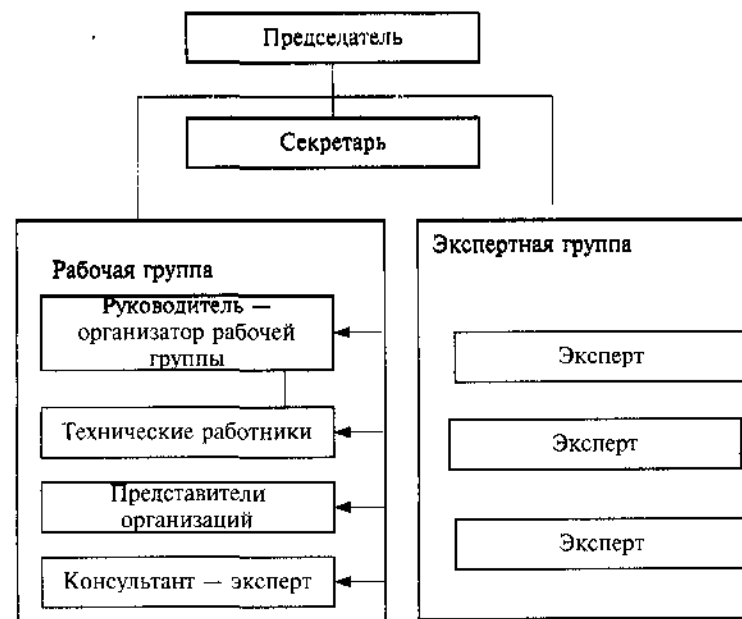 Председатель
Секретарь
Рабочая группа
Руководитель —
организатор рабочей
группы
Технические работники
Представители
организаций
Консультант — эксперт
Экспертная группа
Эксперт
Эксперт
Эксперт